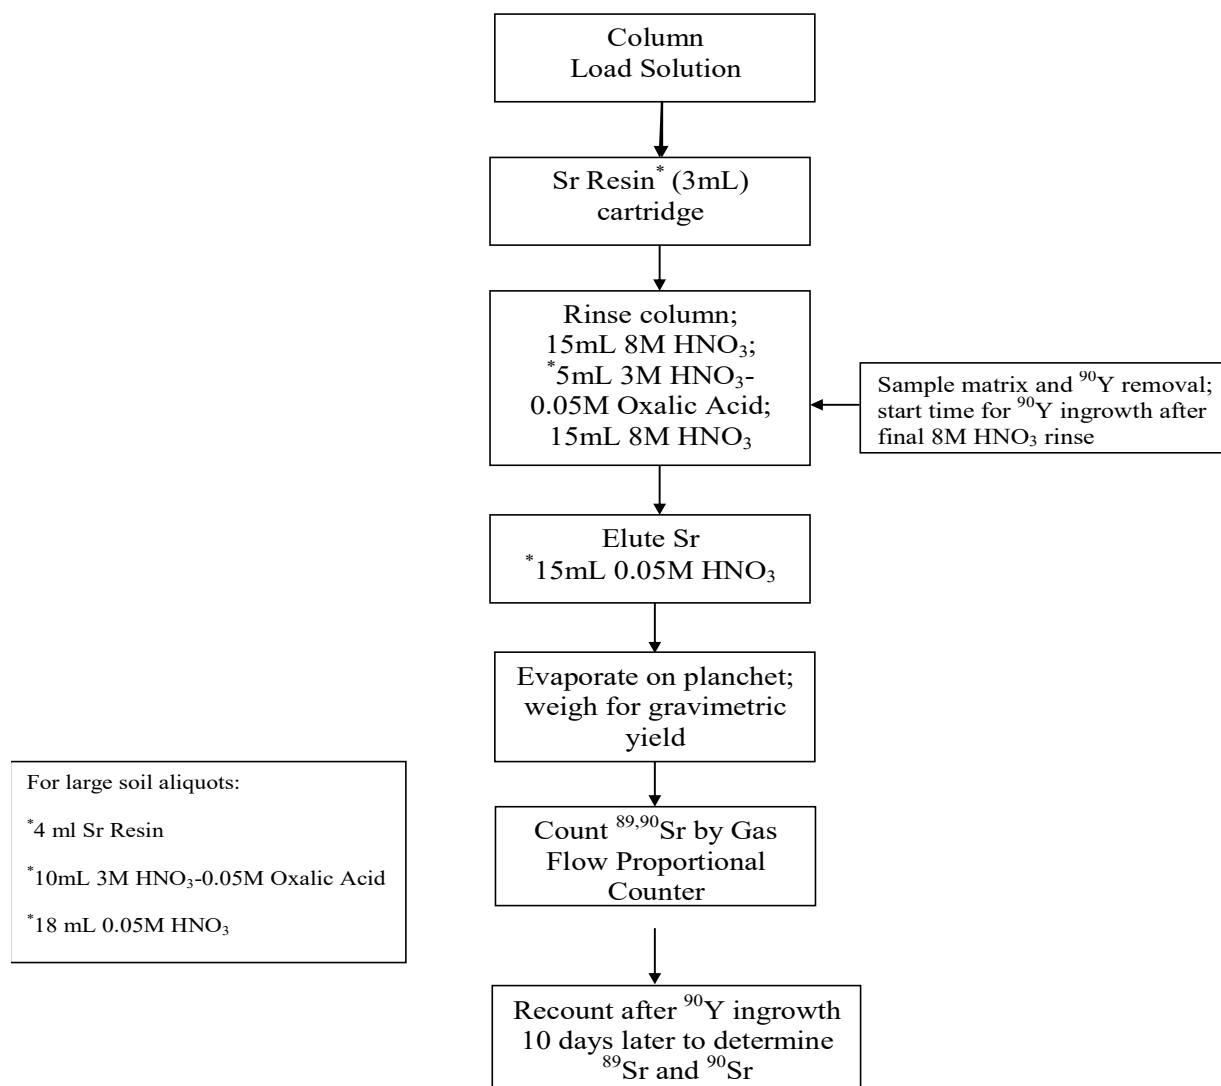 Column
Load Solution
Sr Resin* (3mL)
cartridge
Rinse column;
15mL 8M HNO₃;
*5mL 3M HNO₃-
0.05M Oxalic Acid;
15mL 8M HNO₃
Sample matrix and ⁹⁰Y removal;
start time for ⁹⁰Y ingrowth after
final 8M HNO₃ rinse
Elute Sr
*15mL 0.05M HNO₃
Evaporate on planchet;
weigh for gravimetric
yield
For large soil aliquots:
*4 ml Sr Resin
*10mL 3M HNO₃-0.05M Oxalic Acid
*18 mL 0.05M HNO₃
Count ⁸⁹,⁹⁰Sr by Gas
Flow Proportional
Counter
Recount after ⁹⁰Y ingrowth
10 days later to determine
⁸⁹Sr and ⁹⁰Sr